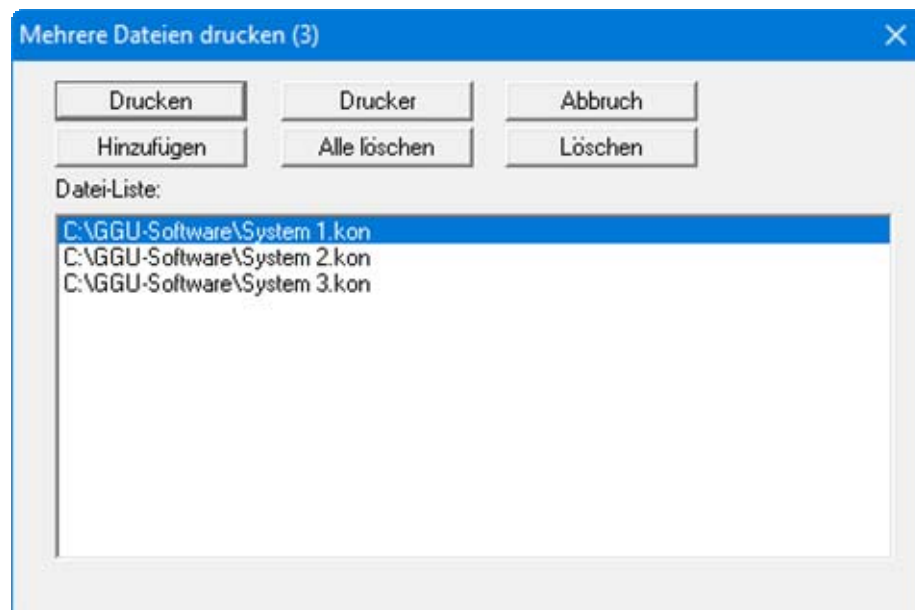 Mehrere Dateien drucken (3)
Drucken Drucker Abbruch
Hinzufügen Alle löschen Löschen
Datei-Liste:
C:\GGU-Software\System 1.kon
C:\GGU-Software\System 2.kon
C:\GGU-Software\System 3.kon